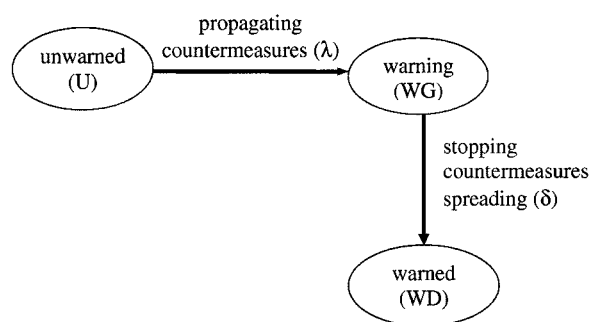 propagating
countermeasures (λ)
unwarned
(U)
warning
(WG)
stopping
countermeasures
spreading (δ)
warned
(WD)